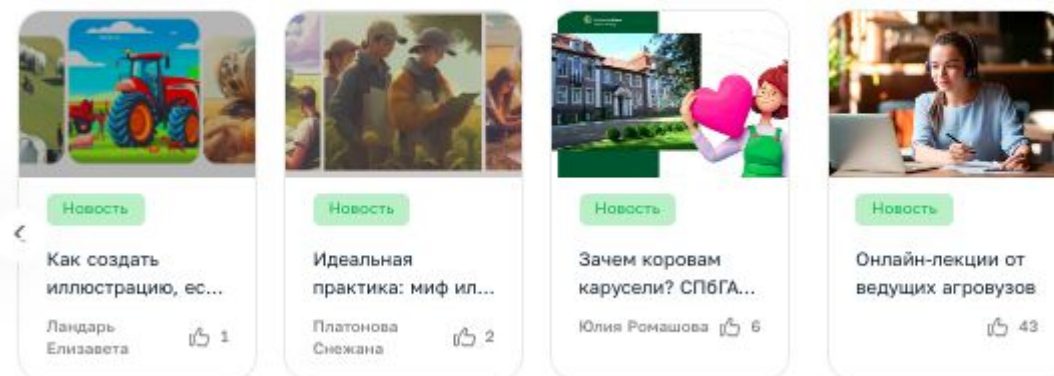 Новость
Как создать
иллюстрацию, ес...
Ландарь
Елизавета
1
Новость
Идеальная
практика: миф ил...
Платонова
Снежана
2
Новость
Зачем коровам
карусели? СПбГА...
Юлия Ромашова
6
Новость
Онлайн-лекции от
ведущих агровузов
43